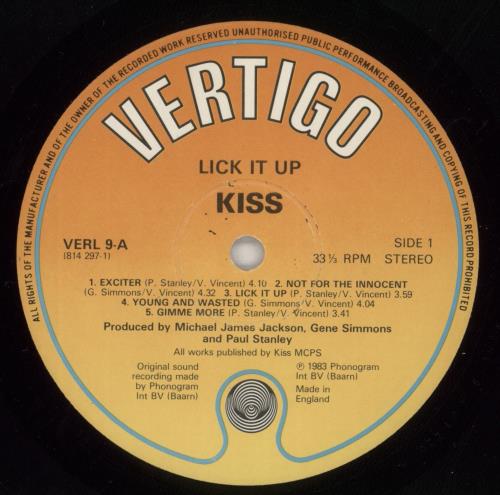 ALL RIGHTS OF THE MANUFACTURER AND OF THE OWNER OF THE RECORDED WORK RESERVED UNAUTHORISED PUBLIC PERFORMANCE BROADCASTING AND COPYING OF THIS RECORD PROHIBITED
VERTIGO
LICK IT UP
KISS
VERL 9-A
(814 297-1)
33⅓ RPM
SIDE 1
STEREO
1. EXCITER (P. Stanley/V. Vincent) 4.10 2. NOT FOR THE INNOCENT
(G. Simmons/V. Vincent) 4.32 3. LICK IT UP (P. Stanley/V. Vincent) 3.59
4. YOUNG AND WASTED (G. Simmons/V. Vincent) 4.04
5. GIMME MORE (P. Stanley/V. Vincent) 3.41
Produced by Michael James Jackson, Gene Simmons
and Paul Stanley
All works published by Kiss MCPS
Original sound
recording made
by Phonogram
Int BV (Baarn)
℗ 1983 Phonogram
Int BV (Baarn)
Made in
England